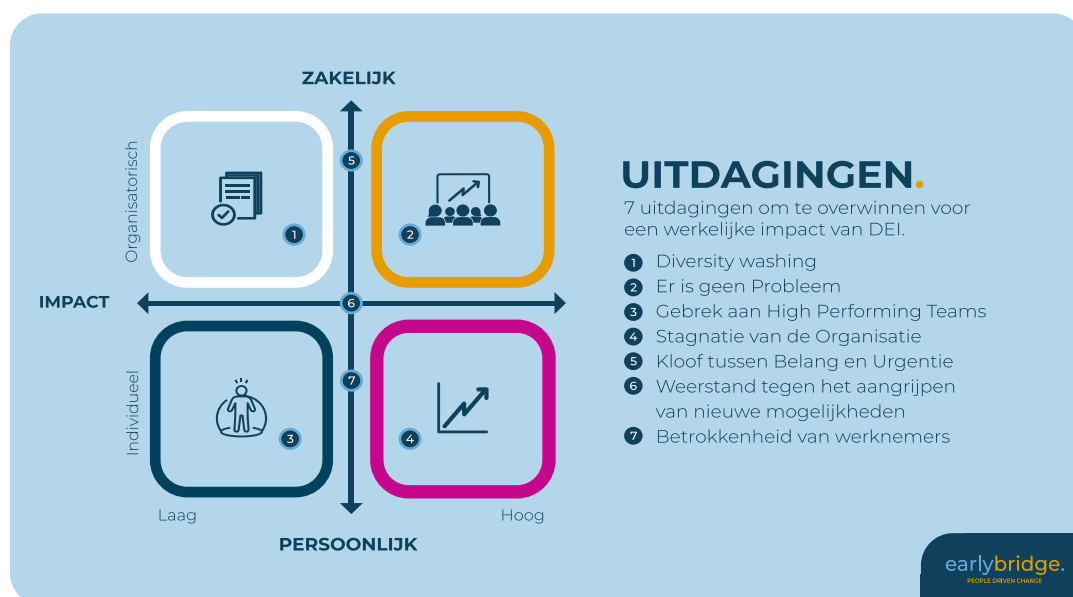 ZAKELIJK
Organisatorisch
5
1
2
IMPACT
6
Individueel
7
3
4
Laag
Hoog
PERSOONLIJK
UITDAGINGEN.
7 uitdagingen om te overwinnen voor
een werkelijke impact van DEI.
1 Diversity washing
2 Er is geen Probleem
3 Gebrek aan High Performing Teams
4 Stagnatie van de Organisatie
5 Kloof tussen Belang en Urgentie
6 Weerstand tegen het aangrijpen
van nieuwe mogelijkheden
7 Betrokkenheid van werknemers
earlybridge.
PEOPLE DRIVEN CHANGE